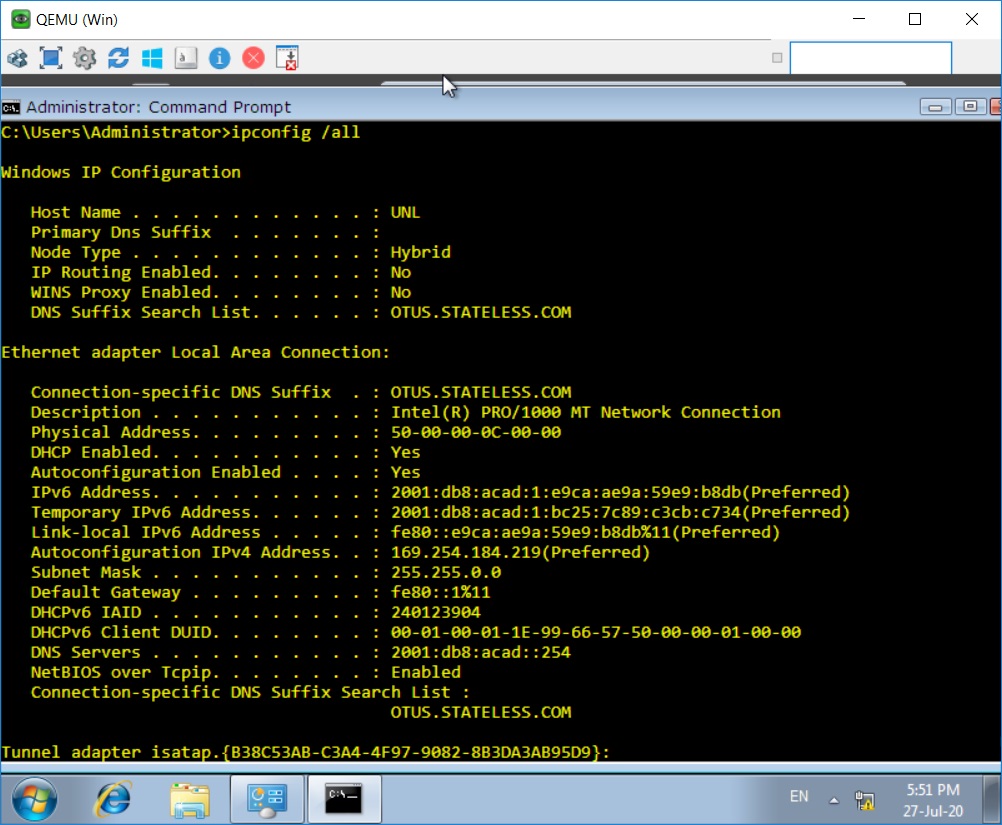 QEMU (Win)
Administrator: Command Prompt
C:\Users\Administrator>ipconfig /all
Windows IP Configuration
Host Name . . . . . . . . . . . . : UNL
Primary Dns Suffix  . . . . . . . :
Node Type . . . . . . . . . . . . : Hybrid
IP Routing Enabled. . . . . . . . : No
WINS Proxy Enabled. . . . . . . . : No
DNS Suffix Search List. . . . . . : OTUS.STATELESS.COM
Ethernet adapter Local Area Connection:
Connection-specific DNS Suffix  . : OTUS.STATELESS.COM
Description . . . . . . . . . . . : Intel(R) PRO/1000 MT Network Connection
Physical Address. . . . . . . . . : 50-00-00-0C-00-00
DHCP Enabled. . . . . . . . . . . : Yes
Autoconfiguration Enabled . . . . : Yes
IPv6 Address. . . . . . . . . . . : 2001:db8:acad:1:e9ca:ae9a:59e9:b8db(Preferred)
Temporary IPv6 Address. . . . . . : 2001:db8:acad:1:bc25:7c89:c3cb:c734(Preferred)
Link-local IPv6 Address . . . . . : fe80::e9ca:ae9a:59e9:b8db%11(Preferred)
Autoconfiguration IPv4 Address. . : 169.254.184.219(Preferred)
Subnet Mask . . . . . . . . . . . : 255.255.0.0
Default Gateway . . . . . . . . . : fe80::1%11
DHCPv6 IAID . . . . . . . . . . . : 240123904
DHCPv6 Client DUID. . . . . . . . : 00-01-00-01-1E-99-66-57-50-00-00-01-00-00
DNS Servers . . . . . . . . . . . : 2001:db8:acad::254
NetBIOS over Tcpip. . . . . . . . : Enabled
Connection-specific DNS Suffix Search List :
OTUS.STATELESS.COM
Tunnel adapter isatap.{B38C53AB-C3A4-4F97-9082-8B3DA3AB95D9}:
EN
5:51 PM
27-Jul-20